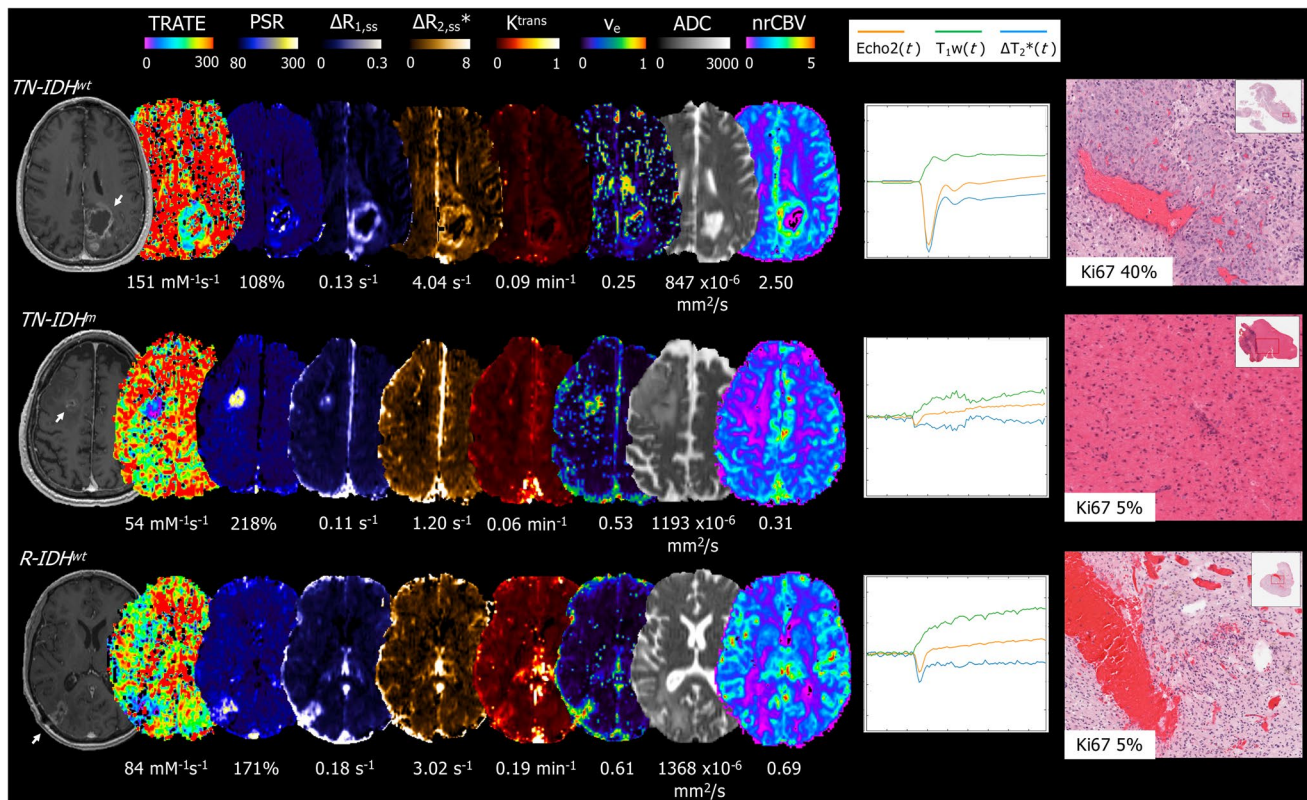 TRATE PSR ΔR₁,ss ΔR₂,ss* Kᵗʳᵃⁿˢ vₑ ADC nrCBV
0 300 80 300 0 0.3 0 8 0 1 0 1 0 3000 0 5
Echo2(t) T₁w(t) ΔT₂*(t)
TN-IDHʷᵗ
151 mM⁻¹s⁻¹ 108% 0.13 s⁻¹ 4.04 s⁻¹ 0.09 min⁻¹ 0.25 847 x10⁻⁶ 2.50
mm²/s
Ki67 40%
TN-IDHᵐ
54 mM⁻¹s⁻¹ 218% 0.11 s⁻¹ 1.20 s⁻¹ 0.06 min⁻¹ 0.53 1193 x10⁻⁶ 0.31
mm²/s
Ki67 5%
R-IDHʷᵗ
84 mM⁻¹s⁻¹ 171% 0.18 s⁻¹ 3.02 s⁻¹ 0.19 min⁻¹ 0.61 1368 x10⁻⁶ 0.69
mm²/s
Ki67 5%